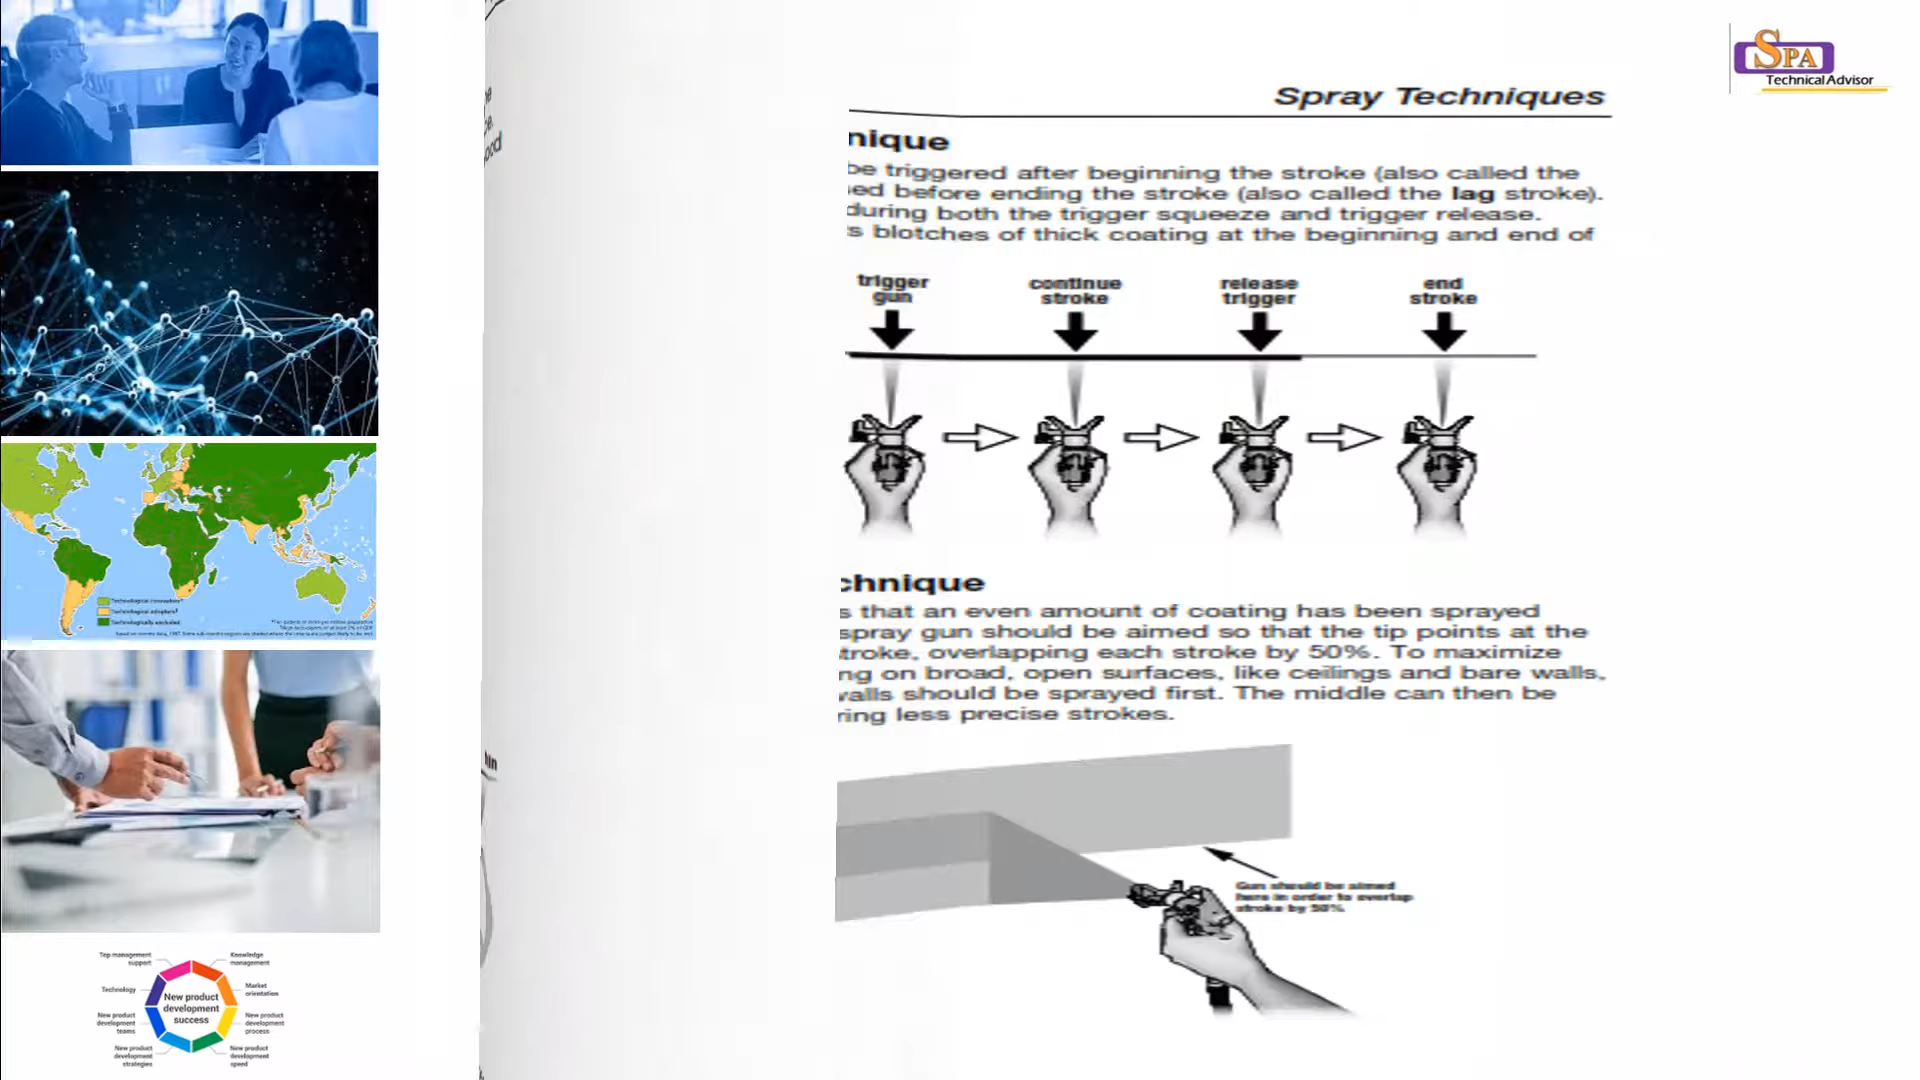 SPA
Technical Advisor
Spray Techniques
nique
be triggered after beginning the stroke (also called the
ed before ending the stroke (also called the lag stroke).
during both the trigger squeeze and trigger release.
s blotches of thick coating at the beginning and end of
trigger
gun
continue
stroke
release
trigger
end
stroke
chnique
s that an even amount of coating has been sprayed
spray gun should be aimed so that the tip points at the
troke, overlapping each stroke by 50%. To maximize
ng on broad, open surfaces, like ceilings and bare walls,
valls should be sprayed first. The middle can then be
ring less precise strokes.
Gun should be aimed
here in order to overlap
stroke by 50%
Technological innovators*
Technological adopters†
Technologically excluded
Top management
support
Knowledge
management
Technology
Market
orientation
New product
development
success
New product
development
teams
New product
development
process
New product
development
strategies
New product
development
speed